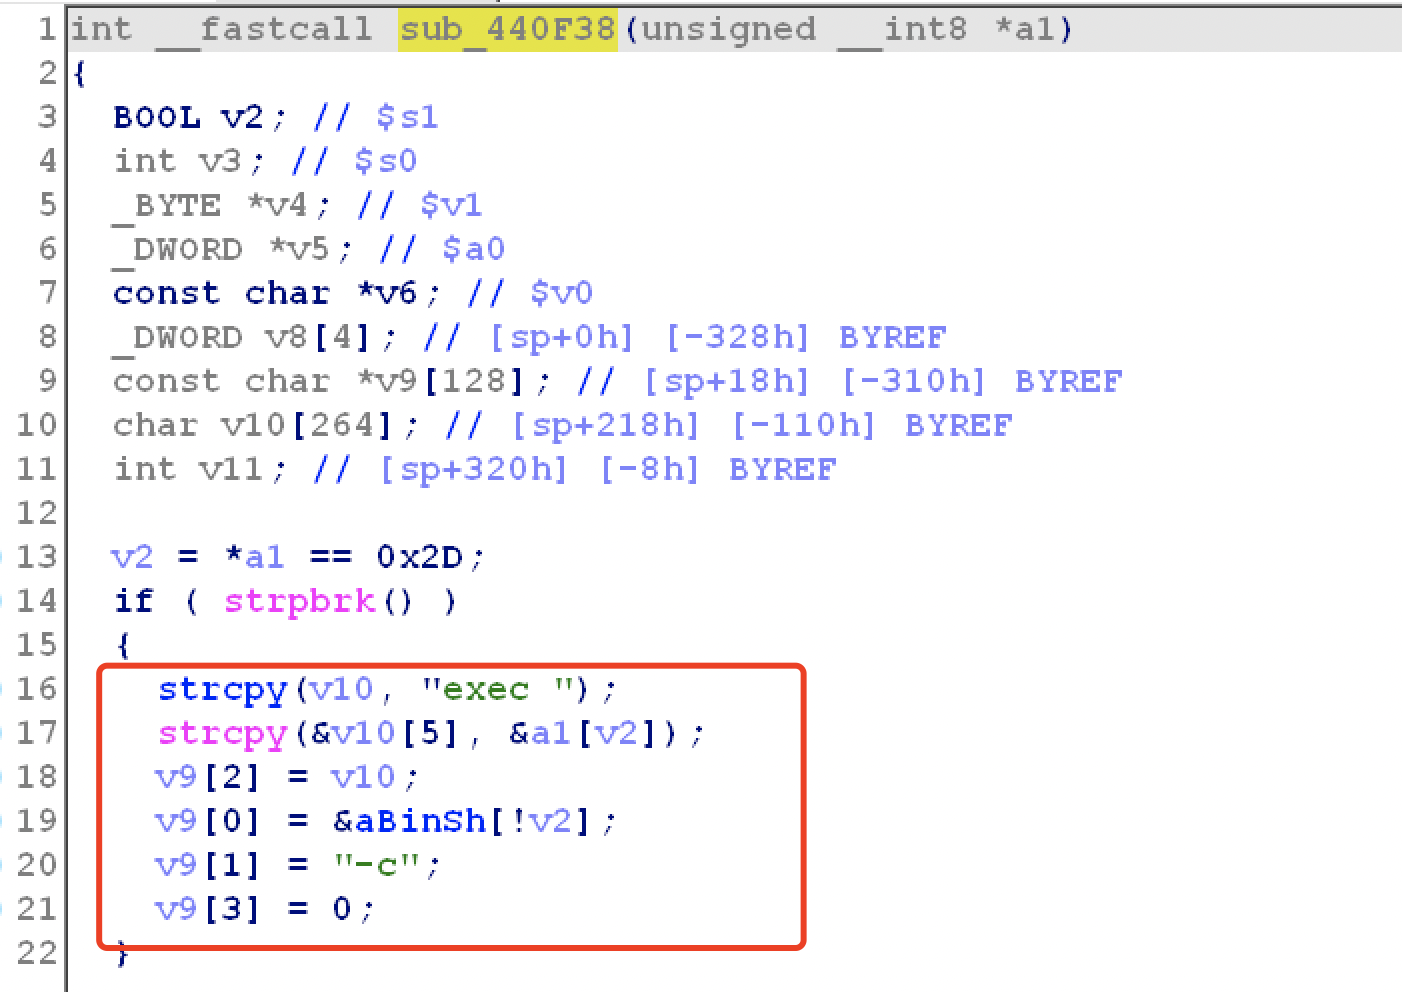 1 int __fastcall sub_440F38(unsigned __int8 *a1)
2 {
3 BOOL v2; // $s1
4 int v3; // $s0
5 _BYTE *v4; // $v1
6 _DWORD *v5; // $a0
7 const char *v6; // $v0
8 _DWORD v8[4]; // [sp+0h] [-328h] BYREF
9 const char *v9[128]; // [sp+18h] [-310h] BYREF
10 char v10[264]; // [sp+218h] [-110h] BYREF
11 int v11; // [sp+320h] [-8h] BYREF
12
13 v2 = *a1 == 0x2D;
14 if ( strpbrk() )
15 {
16 strcpy(v10, "exec ");
17 strcpy(&v10[5], &a1[v2]);
18 v9[2] = v10;
19 v9[0] = &aBinSh[!v2];
20 v9[1] = "-c";
21 v9[3] = 0;
22 }